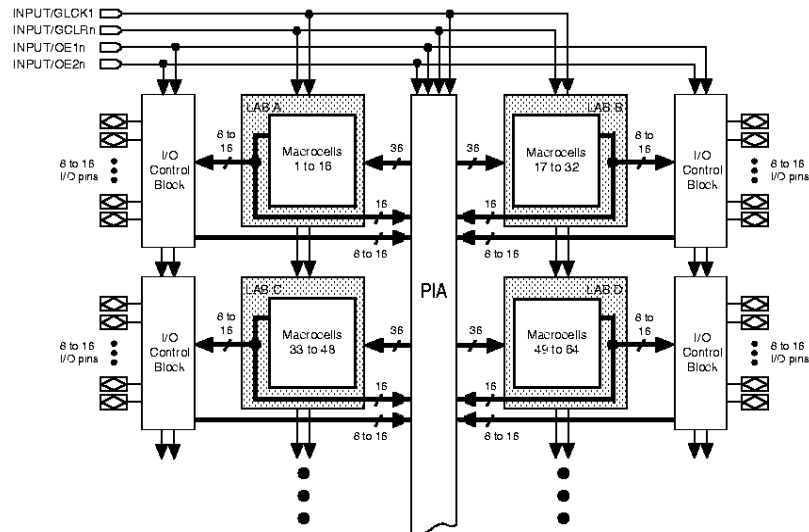 INPUT/GLCK1
INPUT/GCLRn
INPUT/OE1n
INPUT/OE2n
LAB A
LAB B
I/O
Control
Block
8 to
16
Macrocells
1 to 16
36
36
Macrocells
17 to 32
8 to
16
I/O
Control
Block
8 to 16
I/O pins
8 to 16
I/O pins
16
16
8 to 16
8 to 16
PIA
LAB C
LAB D
I/O
Control
Block
8 to
16
Macrocells
33 to 48
36
36
Macrocells
49 to 64
8 to
16
I/O
Control
Block
8 to 16
I/O pins
8 to 16
I/O pins
16
16
8 to 16
8 to 16